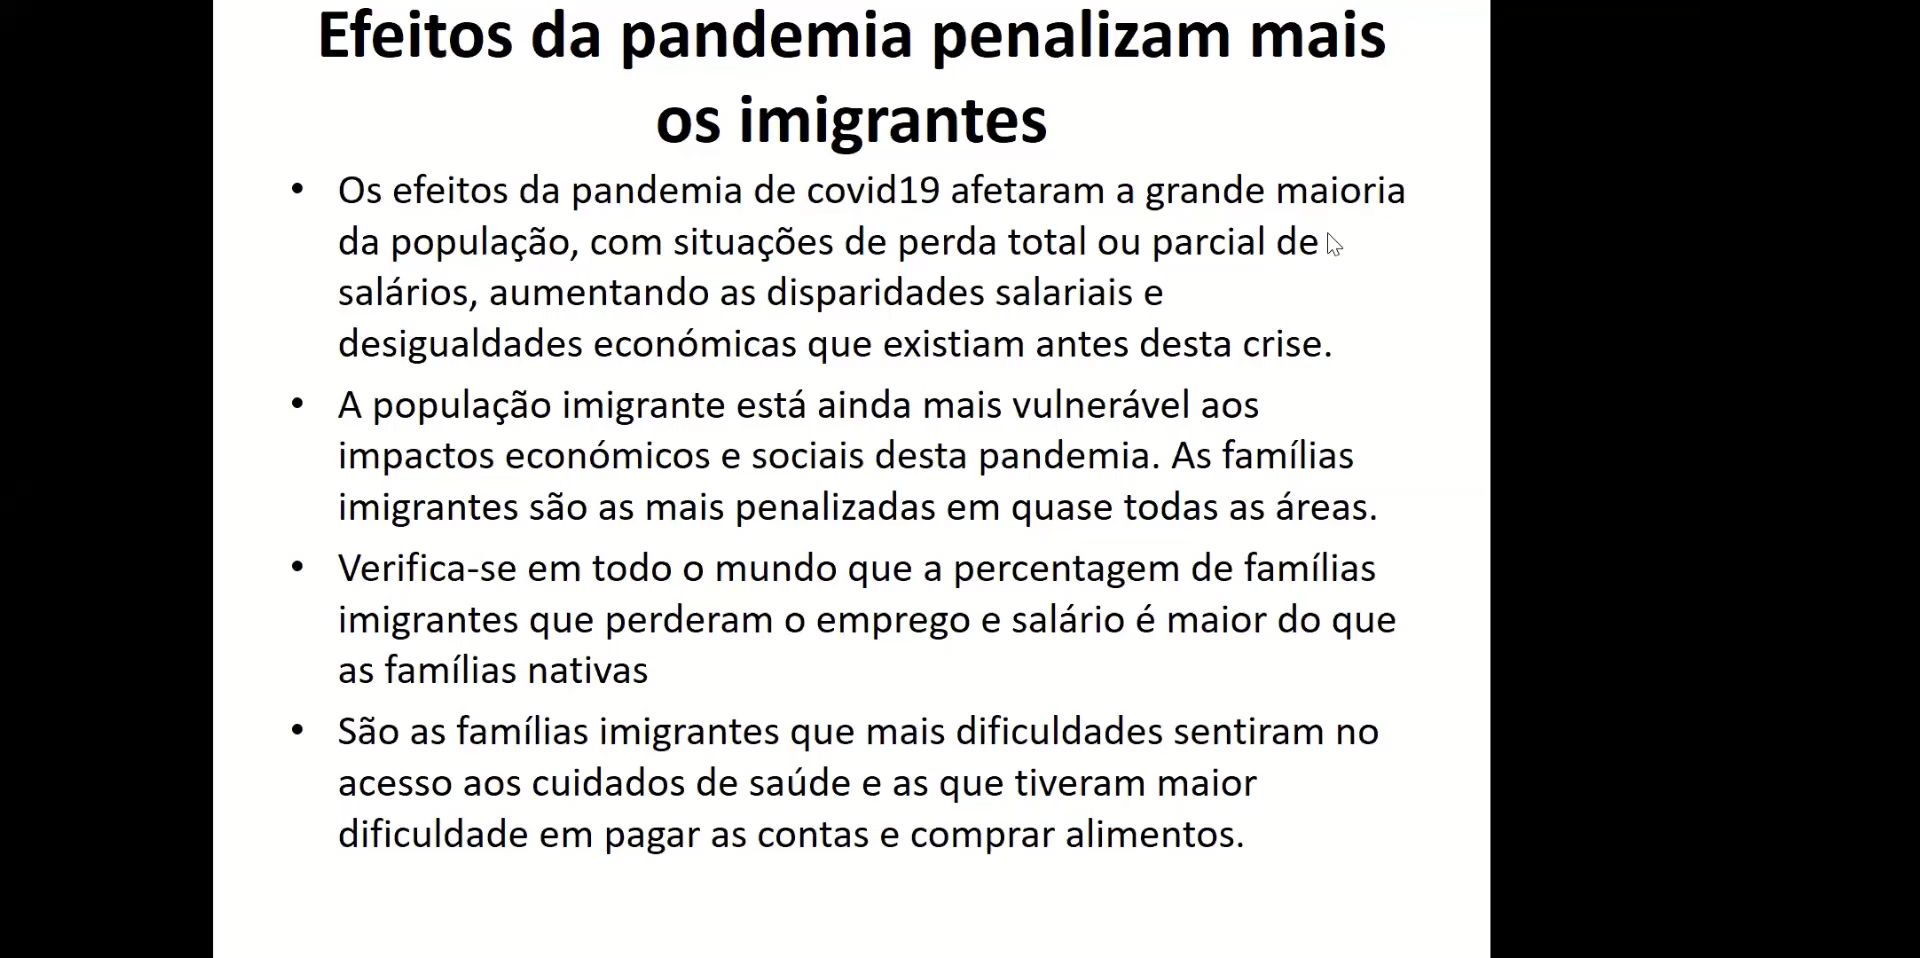 Efeitos da pandemia penalizam mais
os imigrantes
• Os efeitos da pandemia de covid19 afetaram a grande maioria
da população, com situações de perda total ou parcial de
salários, aumentando as disparidades salariais e
desigualdades económicas que existiam antes desta crise.
• A população imigrante está ainda mais vulnerável aos
impactos económicos e sociais desta pandemia. As famílias
imigrantes são as mais penalizadas em quase todas as áreas.
• Verifica-se em todo o mundo que a percentagem de famílias
imigrantes que perderam o emprego e salário é maior do que
as famílias nativas
• São as famílias imigrantes que mais dificuldades sentiram no
acesso aos cuidados de saúde e as que tiveram maior
dificuldade em pagar as contas e comprar alimentos.